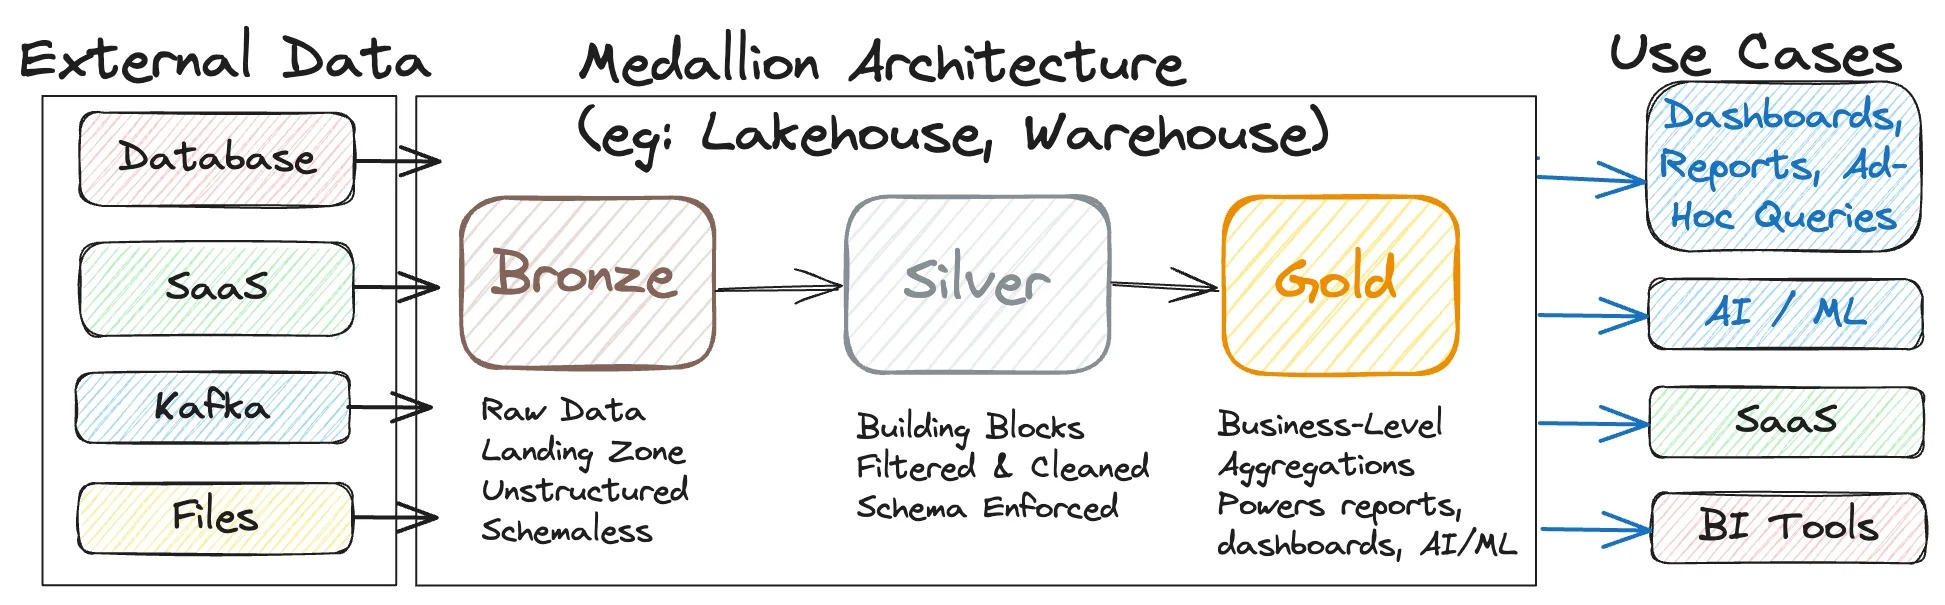 External Data
Database
SaaS
Kafka
Files
Medallion Architecture
(eg: Lakehouse, Warehouse)
Bronze
Raw Data
Landing Zone
Unstructured
Schemaless
Silver
Building Blocks
Filtered & Cleaned
Schema Enforced
Gold
Business-Level
Aggregations
Powers reports,
dashboards, AI/ML
Use Cases
Dashboards,
Reports, Ad-
Hoc Queries
AI / ML
SaaS
BI Tools